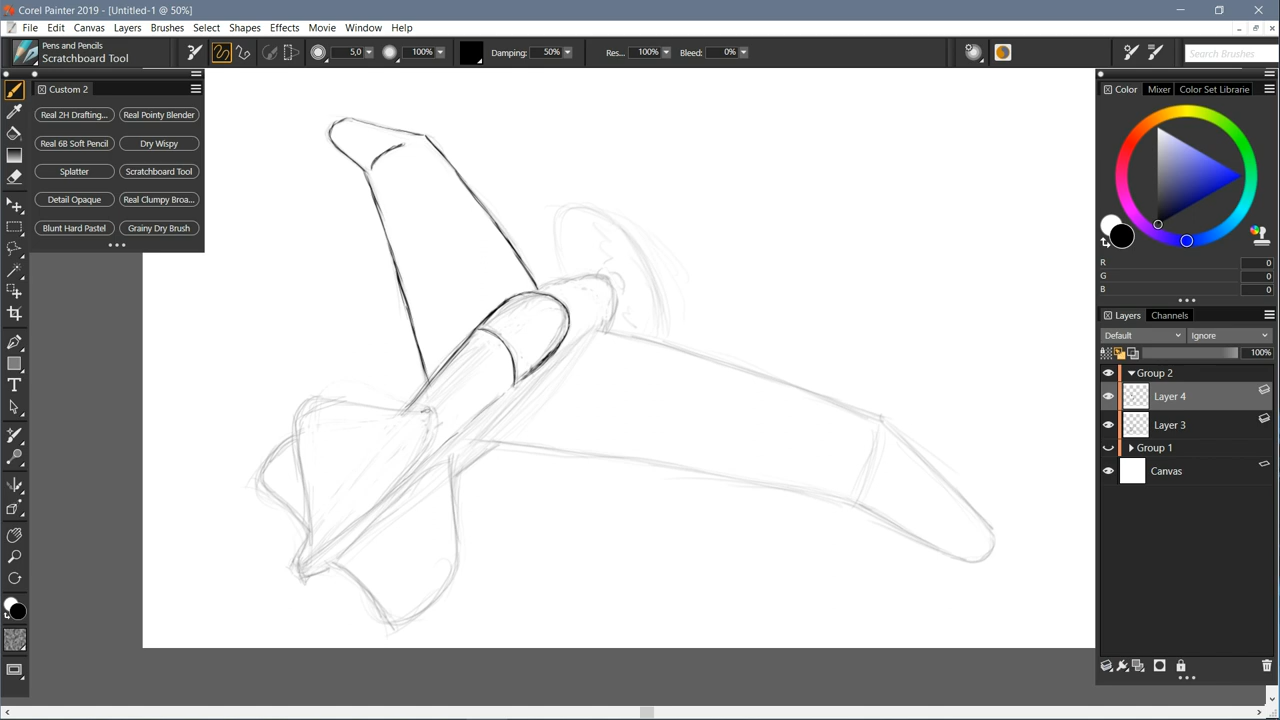 Corel Painter 2019 - [Untitled-1 @ 50%]
File Edit Canvas Layers Brushes Select Shapes Effects Movie Window Help
Pens and Pencils
Scratchboard Tool
5,0
100%
Damping: 50%
Res... 100%
Bleed: 0%
Search Brushes
Custom 2
Real 2H Drafting... Real Pointy Blender
Real 6B Soft Pencil Dry Wispy
Splatter Scratchboard Tool
Detail Opaque Real Clumpy Broa...
Blunt Hard Pastel Grainy Dry Brush
Color Mixer Color Set Librarie
R 0
G 0
B 0
Layers Channels
Default Ignore
100%
Group 2
Layer 4
Layer 3
Group 1
Canvas